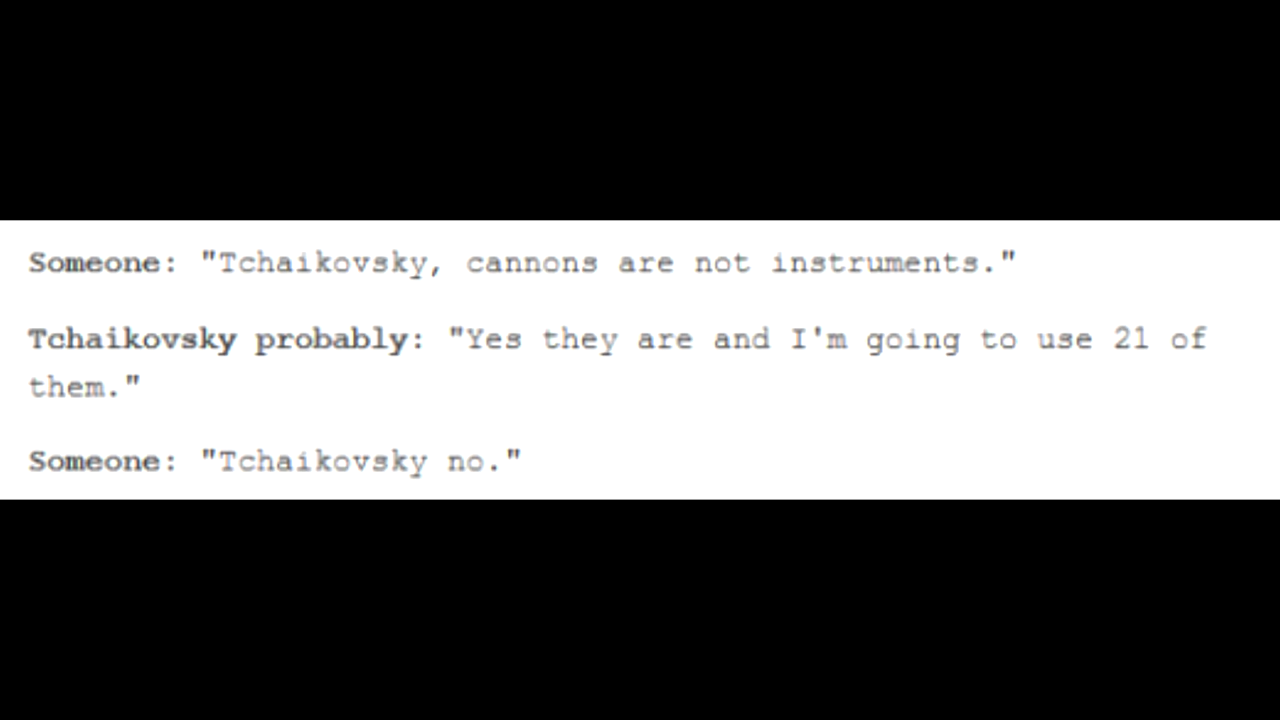 Someone: "Tchaikovsky, cannons are not instruments."
Tchaikovsky probably: "Yes they are and I'm going to use 21 of
them."
Someone: "Tchaikovsky no."